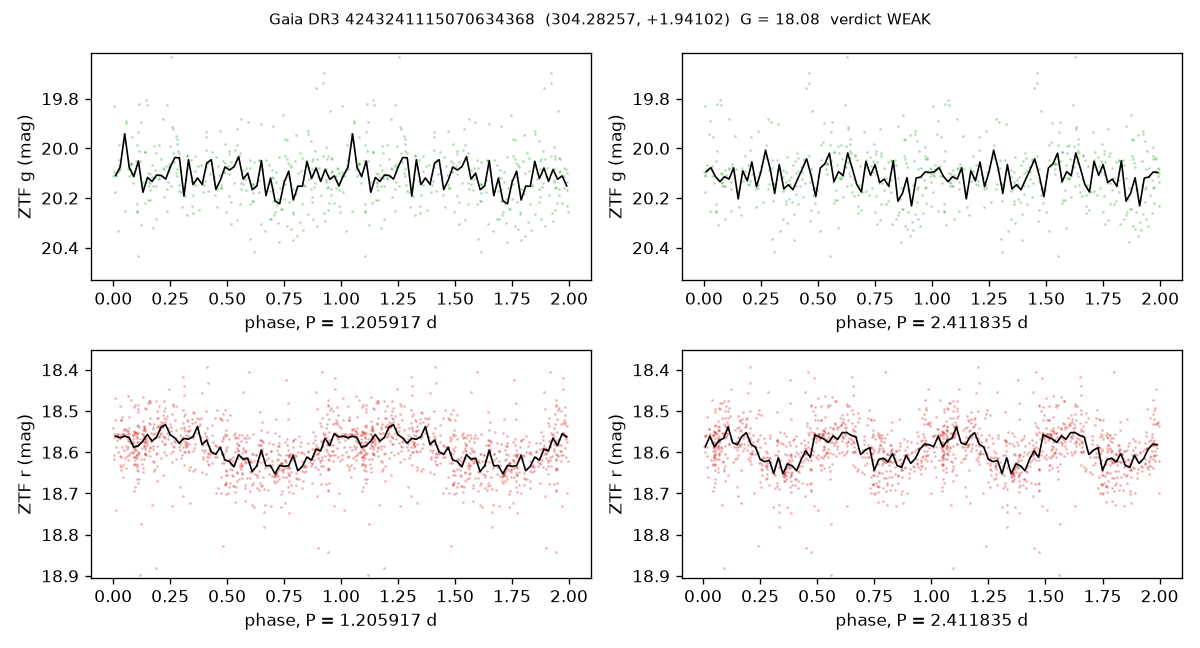 Gaia DR3 4243241115070634368 (304.28257, +1.94102) G = 18.08 verdict WEAK
ZTF g (mag)
19.8
20.0
20.2
20.4
0.00 0.25 0.50 0.75 1.00 1.25 1.50 1.75 2.00
phase, P = 1.205917 d
ZTF g (mag)
19.8
20.0
20.2
20.4
0.00 0.25 0.50 0.75 1.00 1.25 1.50 1.75 2.00
phase, P = 2.411835 d
ZTF r (mag)
18.4
18.5
18.6
18.7
18.8
18.9
0.00 0.25 0.50 0.75 1.00 1.25 1.50 1.75 2.00
phase, P = 1.205917 d
ZTF r (mag)
18.4
18.5
18.6
18.7
18.8
18.9
0.00 0.25 0.50 0.75 1.00 1.25 1.50 1.75 2.00
phase, P = 2.411835 d